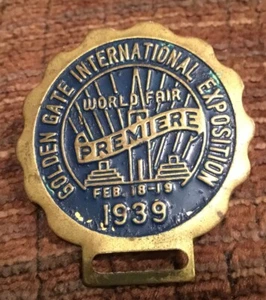 GOLDEN GATE INTERNATIONAL EXPOSITION
WORLD FAIR
PREMIERE
FEB. 18-19
1939